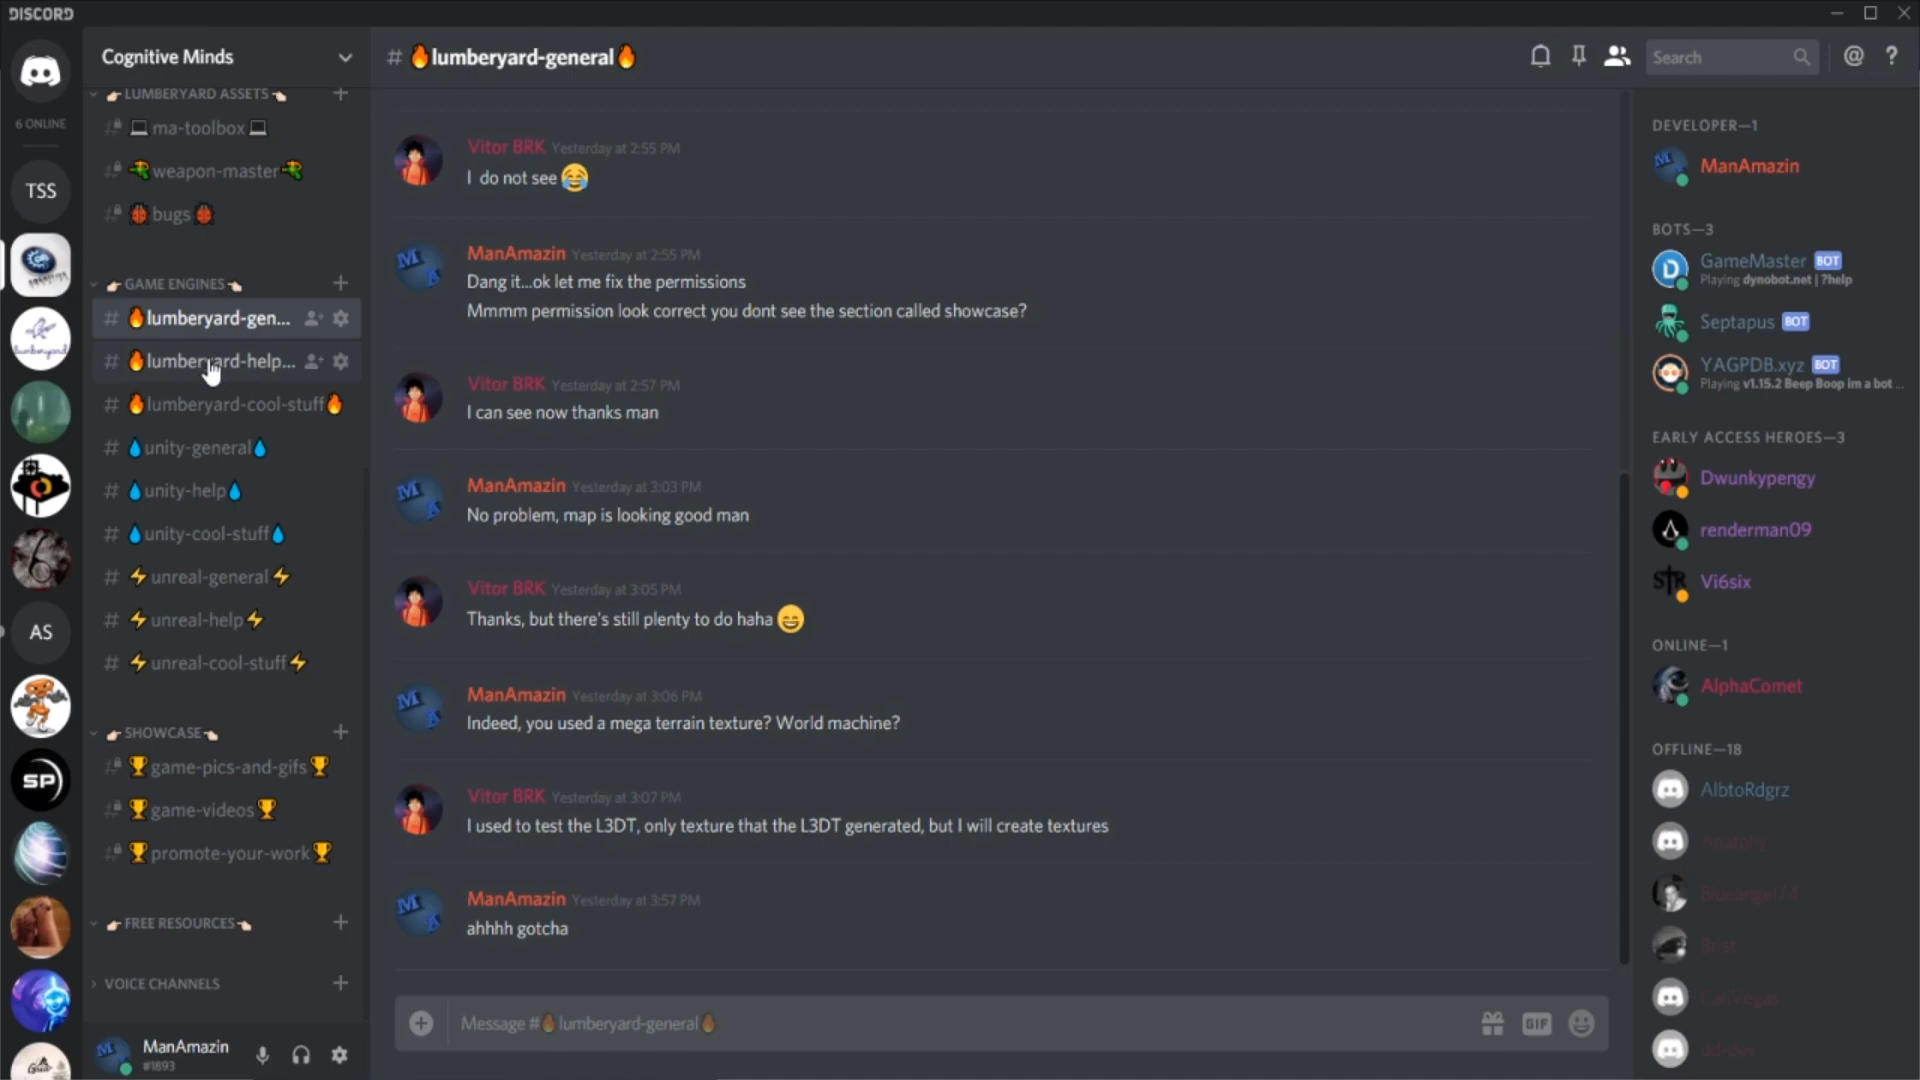 DISCORD
6 ONLINE
TSS
lumberyard
AS
SP
Cognitive Minds
LUMBERYARD ASSETS
ma-toolbox
weapon-master
bugs
GAME ENGINES
# lumberyard-gen...
# lumberyard-help...
# lumberyard-cool-stuff
# unity-general
# unity-help
# unity-cool-stuff
# unreal-general
# unreal-help
# unreal-cool-stuff
SHOWCASE
game-pics-and-gifs
game-videos
promote-your-work
FREE RESOURCES
VOICE CHANNELS
ManAmazin
#1893
# 🔥lumberyard-general🔥
Search
Vitor BRK Yesterday at 2:55 PM
I do not see 😂
ManAmazin Yesterday at 2:55 PM
Dang it...ok let me fix the permissions
Mmmm permission look correct you dont see the section called showcase?
Vitor BRK Yesterday at 2:57 PM
I can see now thanks man
ManAmazin Yesterday at 3:03 PM
No problem, map is looking good man
Vitor BRK Yesterday at 3:05 PM
Thanks, but there's still plenty to do haha 😄
ManAmazin Yesterday at 3:06 PM
Indeed, you used a mega terrain texture? World machine?
Vitor BRK Yesterday at 3:07 PM
I used to test the L3DT, only texture that the L3DT generated, but I will create textures
ManAmazin Yesterday at 3:57 PM
ahhhh gotcha
Message #🔥lumberyard-general🔥
GIF
DEVELOPER—1
ManAmazin
BOTS—3
GameMaster BOT
Playing dynobot.net | ?help
Septapus BOT
YAGPDB.xyz BOT
Playing v1.15.2 Beep Boop im a bot ...
EARLY ACCESS HEROES—3
Dwunkypengy
renderman09
Vi6six
ONLINE—1
AlphaComet
OFFLINE—18
AlbtoRdgrz
Blueangel74
Brist
CaliVegas